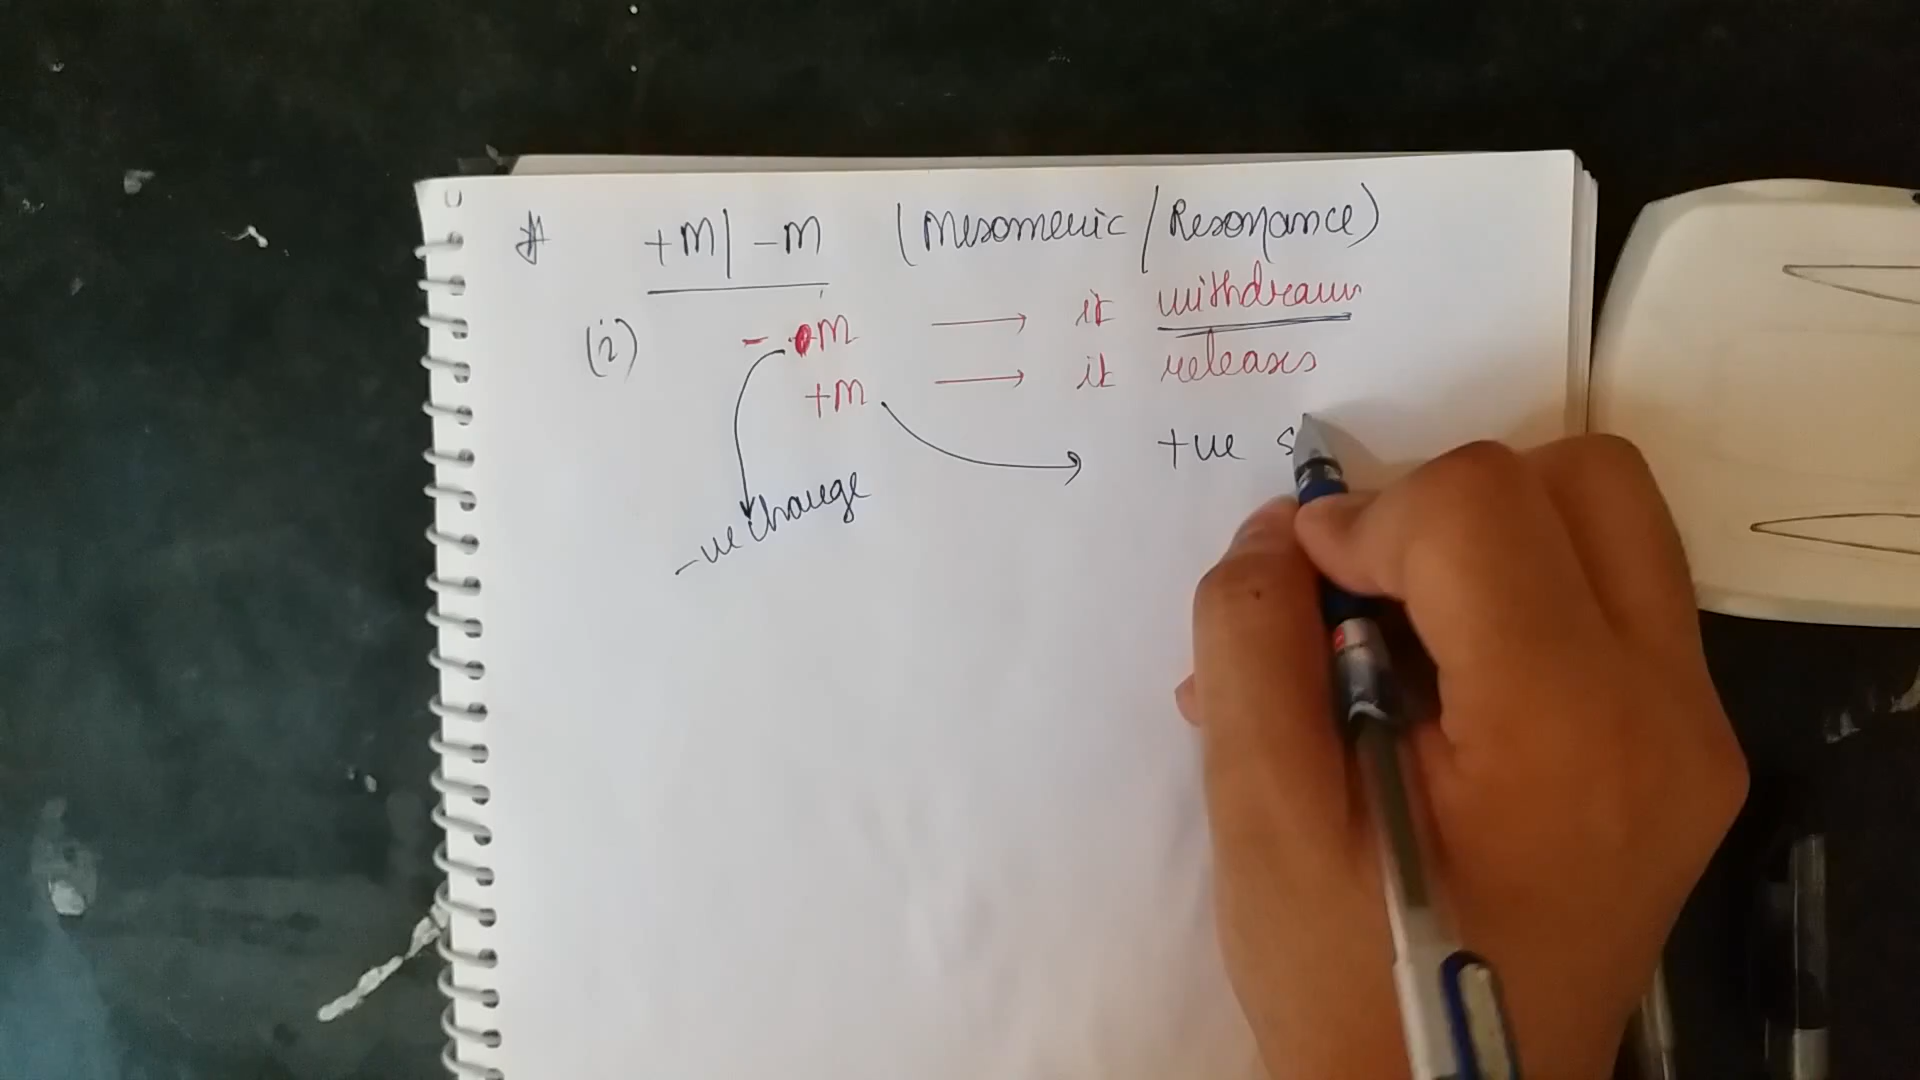 # +M/ -M (Mesomeric/Resonance)
(i) - M → it withdraws
+M → it releases
+ve s
-ve charge